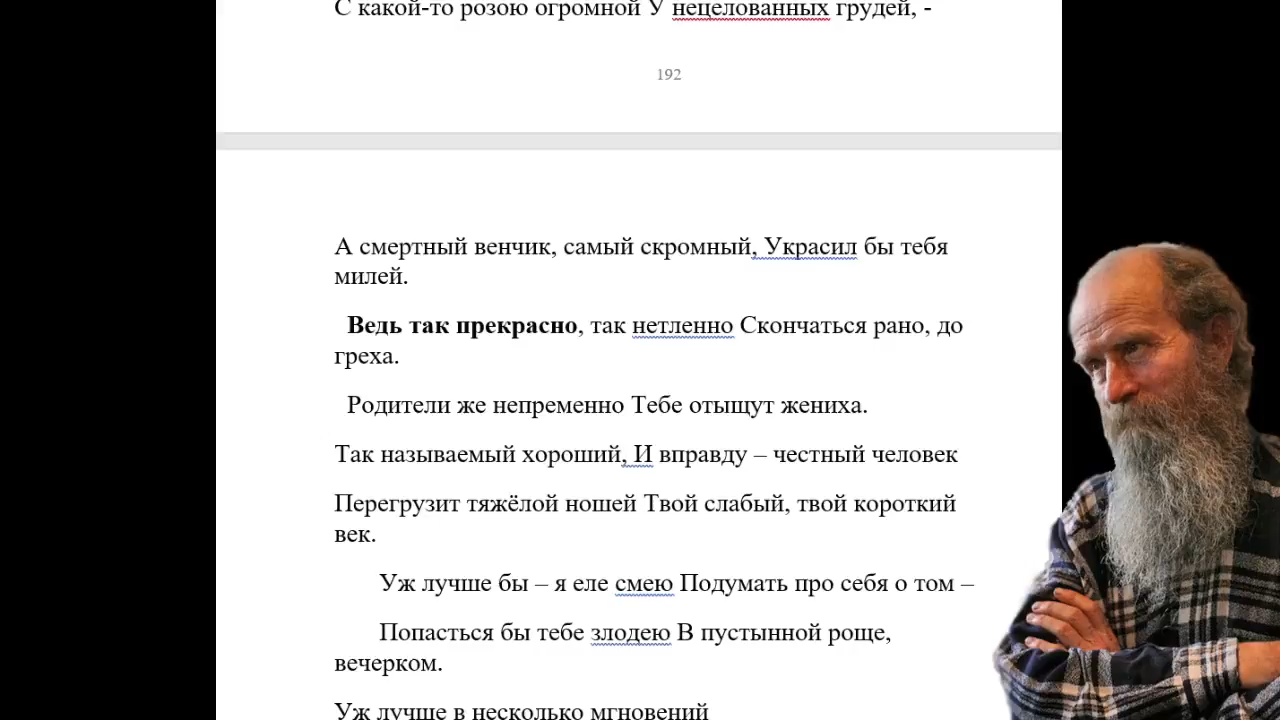 С какой-то розою огромной У нецелованных грудей, -
192
А смертный венчик, самый скромный, Украсил бы тебя
милей.
Ведь так прекрасно, так нетленно Скончаться рано, до
греха.
Родители же непременно Тебе отыщут жениха.
Так называемый хороший, И вправду – честный человек
Перегрузит тяжёлой ношей Твой слабый, твой короткий
век.
Уж лучше бы – я еле смею Подумать про себя о том –
Попасться бы тебе злодею В пустынной роще,
вечерком.
Уж лучше в несколько мгновений